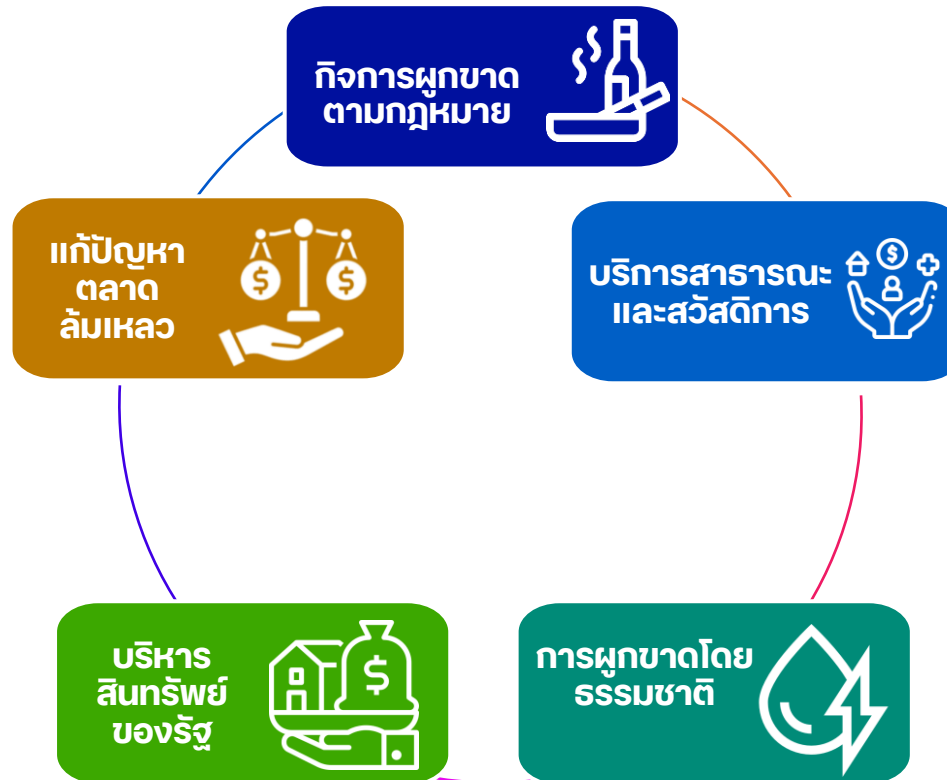 กิจการผูกขาด
ตามกฎหมาย
แก้ปัญหา
ตลาด
ล้มเหลว
บริการสาธารณะ
และสวัสดิการ
บริหาร
สินทรัพย์
ของรัฐ
การผูกขาดโดย
ธรรมชาติ